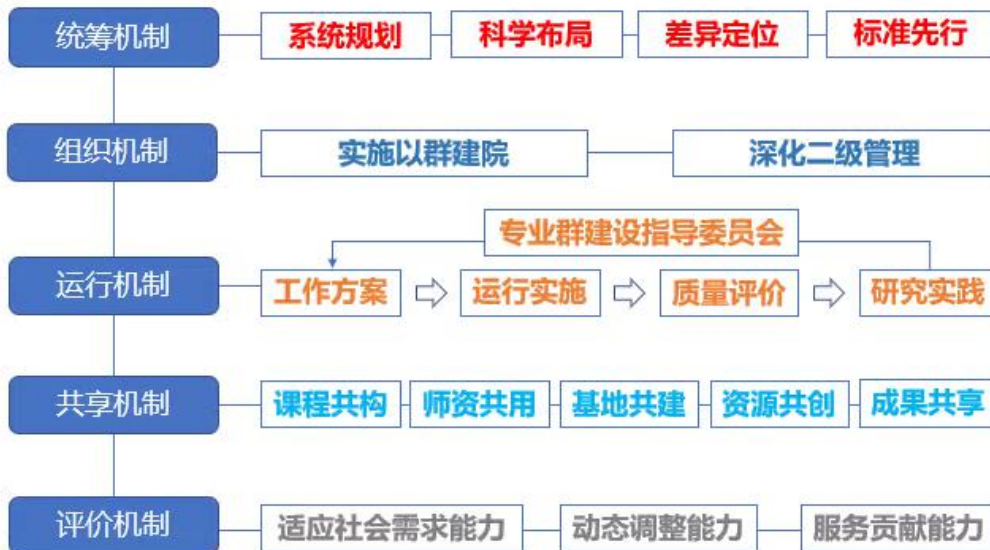 统筹机制 系统规划 科学布局 差异定位 标准先行
组织机制 实施以群建院 深化二级管理
专业群建设指导委员会
运行机制 工作方案 运行实施 质量评价 研究实践
共享机制 课程共构 师资共用 基地共建 资源共创 成果共享
评价机制 适应社会需求能力 动态调整能力 服务贡献能力